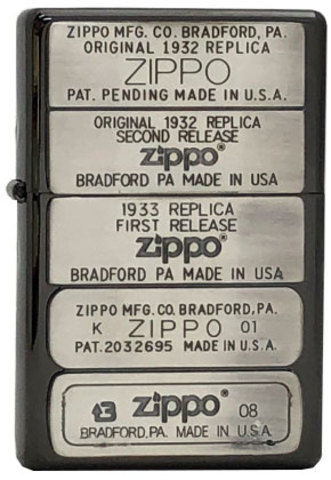 ZIPPO MFG. CO. BRADFORD, PA.
ORIGINAL 1932 REPLICA
ZIPPO
PAT. PENDING MADE IN U.S.A.
ORIGINAL 1932 REPLICA
SECOND RELEASE
zippo®
BRADFORD PA MADE IN USA
1933 REPLICA
FIRST RELEASE
zippo®
BRADFORD PA MADE IN USA
ZIPPO MFG. CO. BRADFORD, PA.
K ZIPPO 01
PAT. 2032695 MADE IN U.S.A.
zippo® 08
BRADFORD, PA. MADE IN U.S.A.